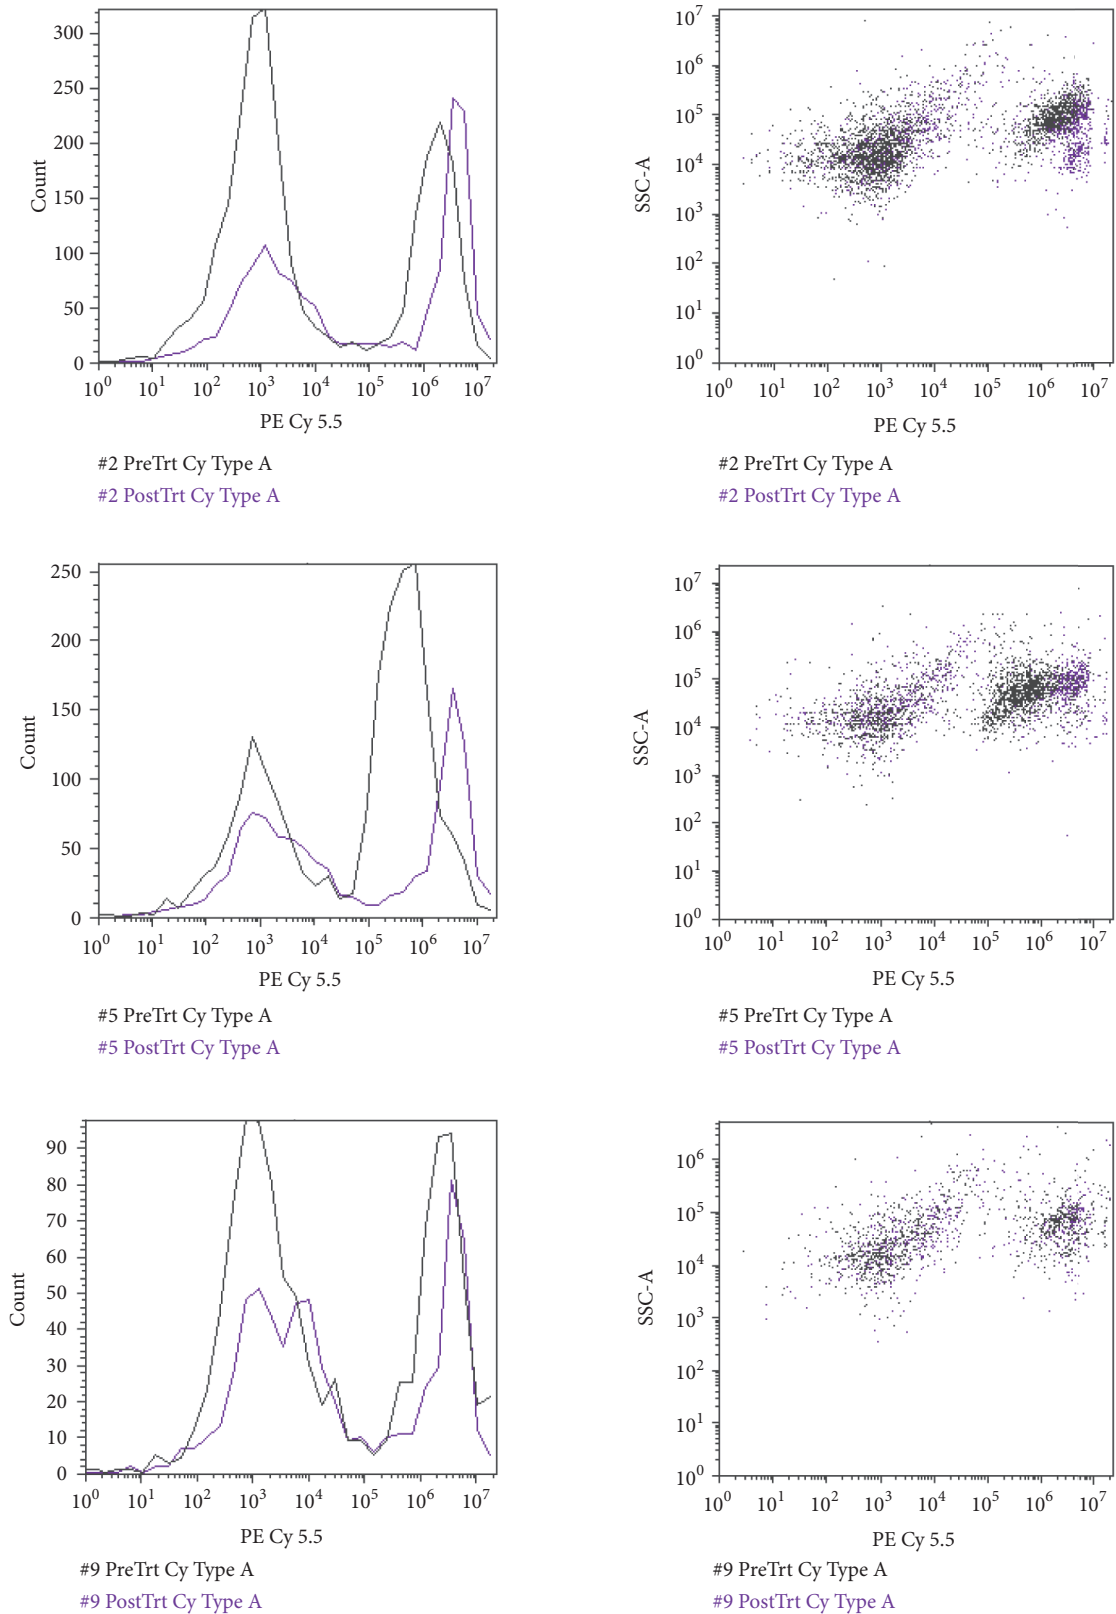 300
250
200
150
100
50
0
Count
10⁰ 10¹ 10² 10³ 10⁴ 10⁵ 10⁶ 10⁷
PE Cy 5.5
#2 PreTrt Cy Type A
#2 PostTrt Cy Type A
10⁷
10⁶
10⁵
10⁴
10³
10²
10¹
10⁰
SSC-A
10⁰ 10¹ 10² 10³ 10⁴ 10⁵ 10⁶ 10⁷
PE Cy 5.5
#2 PreTrt Cy Type A
#2 PostTrt Cy Type A
250
200
150
100
50
0
Count
10⁰ 10¹ 10² 10³ 10⁴ 10⁵ 10⁶ 10⁷
PE Cy 5.5
#5 PreTrt Cy Type A
#5 PostTrt Cy Type A
10⁷
10⁶
10⁵
10⁴
10³
10²
10¹
10⁰
SSC-A
10⁰ 10¹ 10² 10³ 10⁴ 10⁵ 10⁶ 10⁷
PE Cy 5.5
#5 PreTrt Cy Type A
#5 PostTrt Cy Type A
90
80
70
60
50
40
30
20
10
0
Count
10⁰ 10¹ 10² 10³ 10⁴ 10⁵ 10⁶ 10⁷
PE Cy 5.5
#9 PreTrt Cy Type A
#9 PostTrt Cy Type A
10⁶
10⁵
10⁴
10³
10²
10¹
10⁰
SSC-A
10⁰ 10¹ 10² 10³ 10⁴ 10⁵ 10⁶ 10⁷
PE Cy 5.5
#9 PreTrt Cy Type A
#9 PostTrt Cy Type A